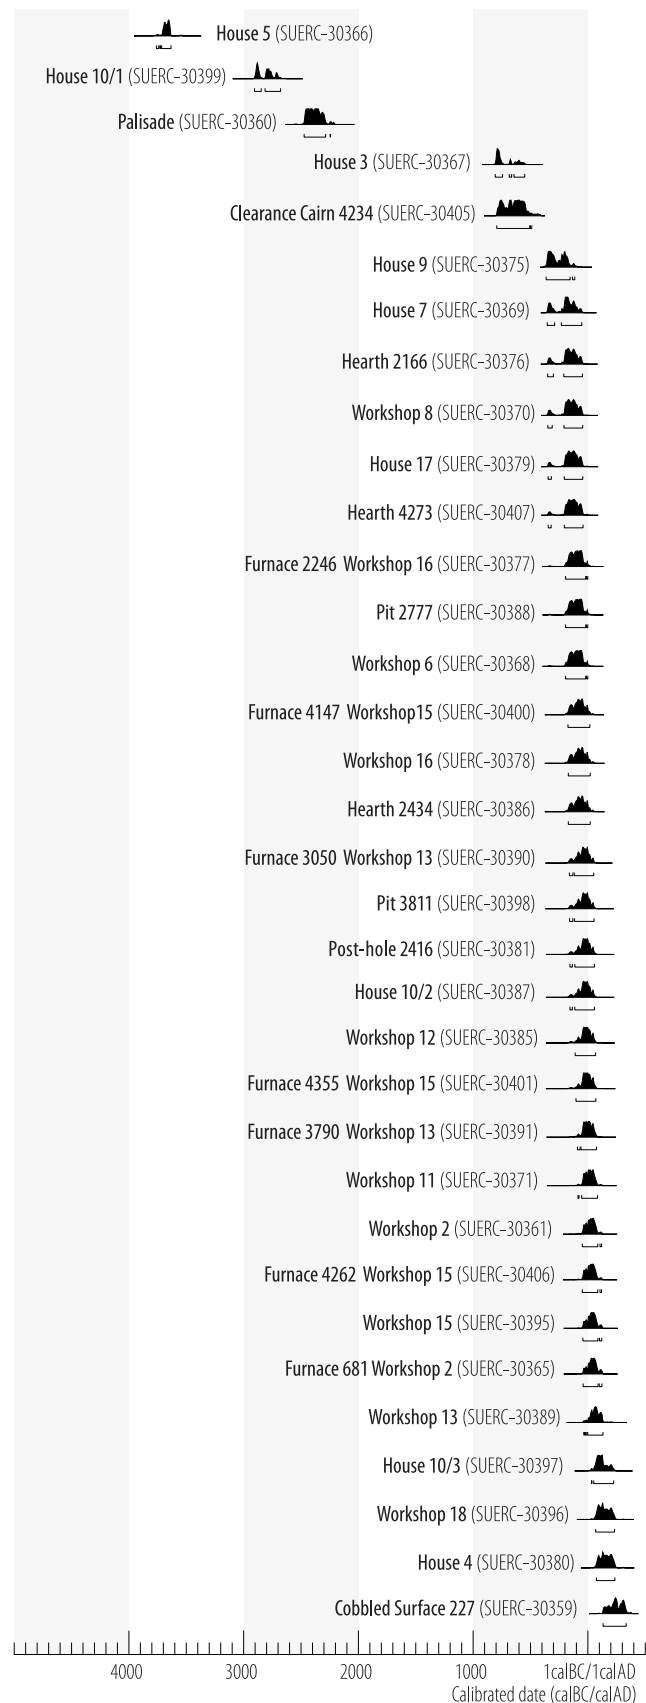 House 5 (SUERC-30366)
House 10/1 (SUERC-30399)
Palisade (SUERC-30360)
House 3 (SUERC-30367)
Clearance Cairn 4234 (SUERC-30405)
House 9 (SUERC-30375)
House 7 (SUERC-30369)
Hearth 2166 (SUERC-30376)
Workshop 8 (SUERC-30370)
House 17 (SUERC-30379)
Hearth 4273 (SUERC-30407)
Furnace 2246 Workshop 16 (SUERC-30377)
Pit 2777 (SUERC-30388)
Workshop 6 (SUERC-30368)
Furnace 4147 Workshop15 (SUERC-30400)
Workshop 16 (SUERC-30378)
Hearth 2434 (SUERC-30386)
Furnace 3050 Workshop 13 (SUERC-30390)
Pit 3811 (SUERC-30398)
Post-hole 2416 (SUERC-30381)
House 10/2 (SUERC-30387)
Workshop 12 (SUERC-30385)
Furnace 4355 Workshop 15 (SUERC-30401)
Furnace 3790 Workshop 13 (SUERC-30391)
Workshop 11 (SUERC-30371)
Workshop 2 (SUERC-30361)
Furnace 4262 Workshop 15 (SUERC-30406)
Workshop 15 (SUERC-30395)
Furnace 681 Workshop 2 (SUERC-30365)
Workshop 13 (SUERC-30389)
House 10/3 (SUERC-30397)
Workshop 18 (SUERC-30396)
House 4 (SUERC-30380)
Cobbled Surface 227 (SUERC-30359)
4000 3000 2000 1000 1calBC/1calAD
Calibrated date (calBC/calAD)